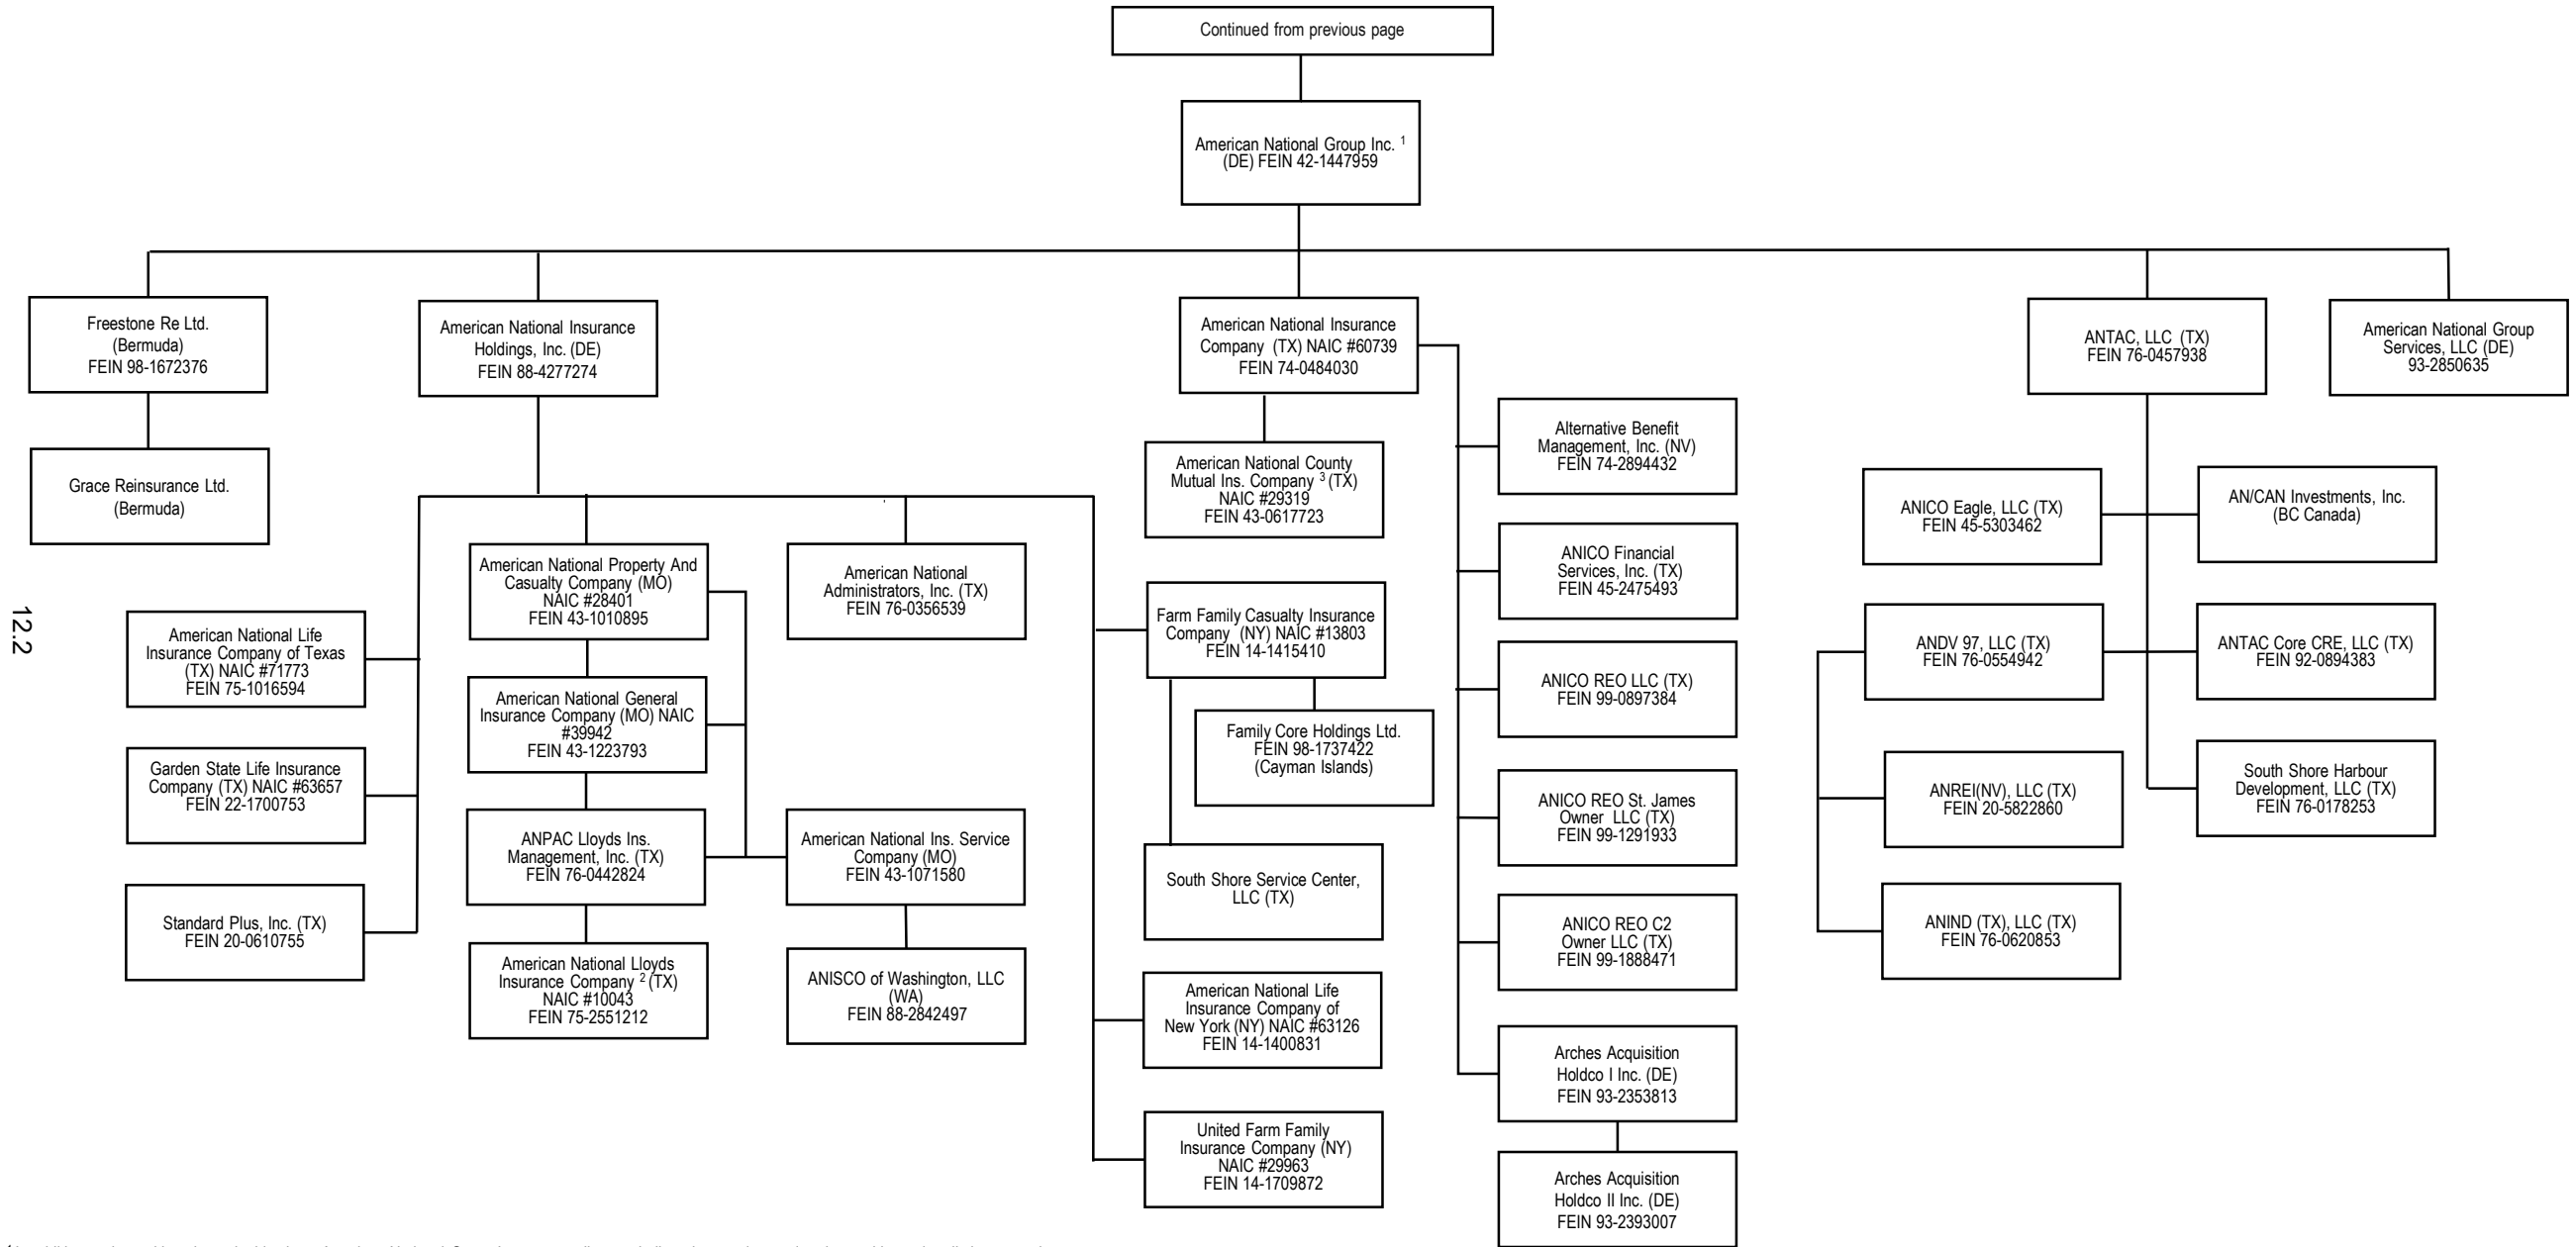 Continued from previous page
American National Group Inc. 1
(DE) FEIN 42-1447959
Freestone Re Ltd.
(Bermuda)
FEIN 98-1672376
American National Insurance
Holdings, Inc. (DE)
FEIN 88-4277274
American National Insurance
Company (TX) NAIC #60739
FEIN 74-0484030
ANTAC, LLC (TX)
FEIN 76-0457938
American National Group
Services, LLC (DE)
93-2850635
Grace Reinsurance Ltd.
(Bermuda)
American National Life
Insurance Company of Texas
(TX) NAIC #71773
FEIN 75-1016594
Garden State Life Insurance
Company (TX) NAIC #63657
FEIN 22-1700753
Standard Plus, Inc. (TX)
FEIN 20-0610755
American National Property And
Casualty Company (MO)
NAIC #28401
FEIN 43-1010895
American National General
Insurance Company (MO) NAIC
#39942
FEIN 43-1223793
ANPAC Lloyds Ins.
Management, Inc. (TX)
FEIN 76-0442824
American National Lloyds
Insurance Company 2 (TX)
NAIC #10043
FEIN 75-2551212
American National
Administrators, Inc. (TX)
FEIN 76-0356539
American National Ins. Service
Company (MO)
FEIN 43-1071580
ANISCO of Washington, LLC
(WA)
FEIN 88-2842497
American National County
Mutual Ins. Company 3 (TX)
NAIC #29319
FEIN 43-0617723
Farm Family Casualty Insurance
Company (NY) NAIC #13803
FEIN 14-1415410
Family Core Holdings Ltd.
FEIN 98-1737422
(Cayman Islands)
South Shore Service Center,
LLC (TX)
American National Life
Insurance Company of
New York (NY) NAIC #63126
FEIN 14-1400831
United Farm Family
Insurance Company (NY)
NAIC #29963
FEIN 14-1709872
Alternative Benefit
Management, Inc. (NV)
FEIN 74-2894432
ANICO Financial
Services, Inc. (TX)
FEIN 45-2475493
ANICO REO LLC (TX)
FEIN 99-0897384
ANICO REO St. James
Owner LLC (TX)
FEIN 99-1291933
ANICO REO C2
Owner LLC (TX)
FEIN 99-1888471
Arches Acquisition
Holdco I Inc. (DE)
FEIN 93-2353813
Arches Acquisition
Holdco II Inc. (DE)
FEIN 93-2393007
ANICO Eagle, LLC (TX)
FEIN 45-5303462
AN/CAN Investments, Inc.
(BC Canada)
ANDV 97, LLC (TX)
FEIN 76-0554942
ANTAC Core CRE, LLC (TX)
FEIN 92-0894383
ANREI(NV), LLC (TX)
FEIN 20-5822860
South Shore Harbour
Development, LLC (TX)
FEIN 76-0178253
ANIND (TX), LLC (TX)
FEIN 76-0620853
12.2